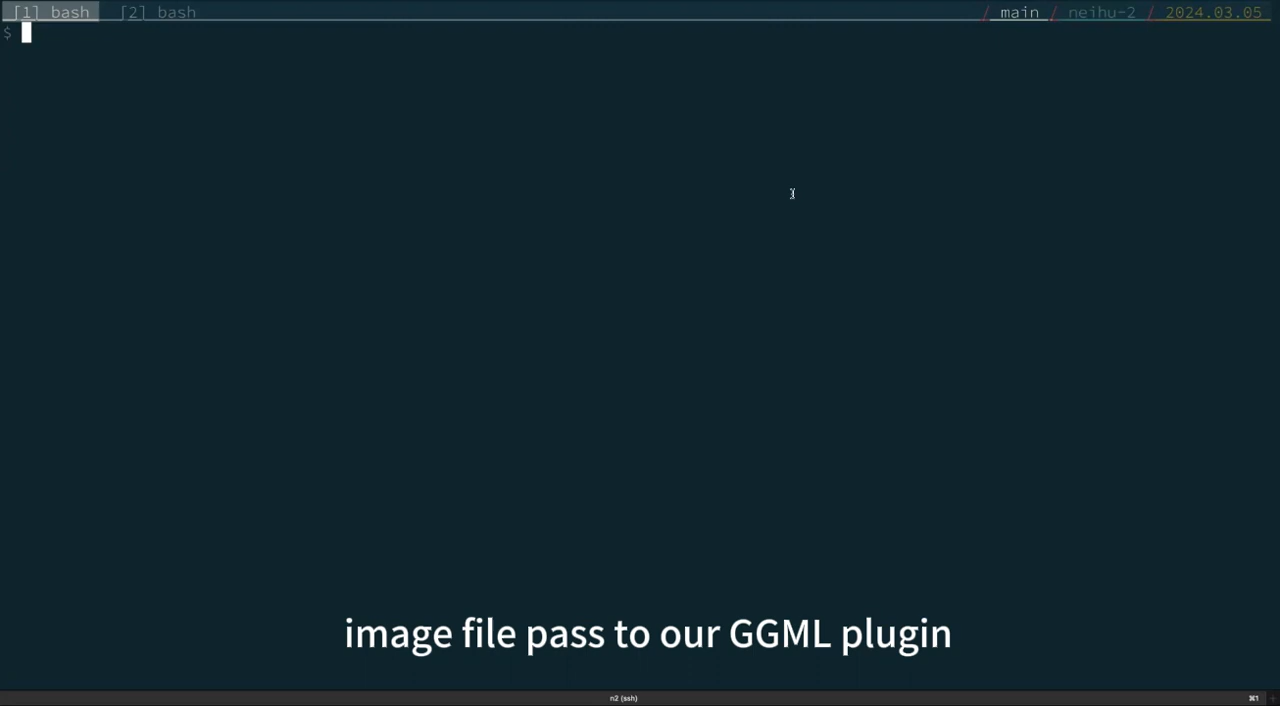 [1] bash [2] bash / main / neihu-2 / 2024.03.05
$
image file pass to our GGML plugin
n2 (ssh) ⌘1 +